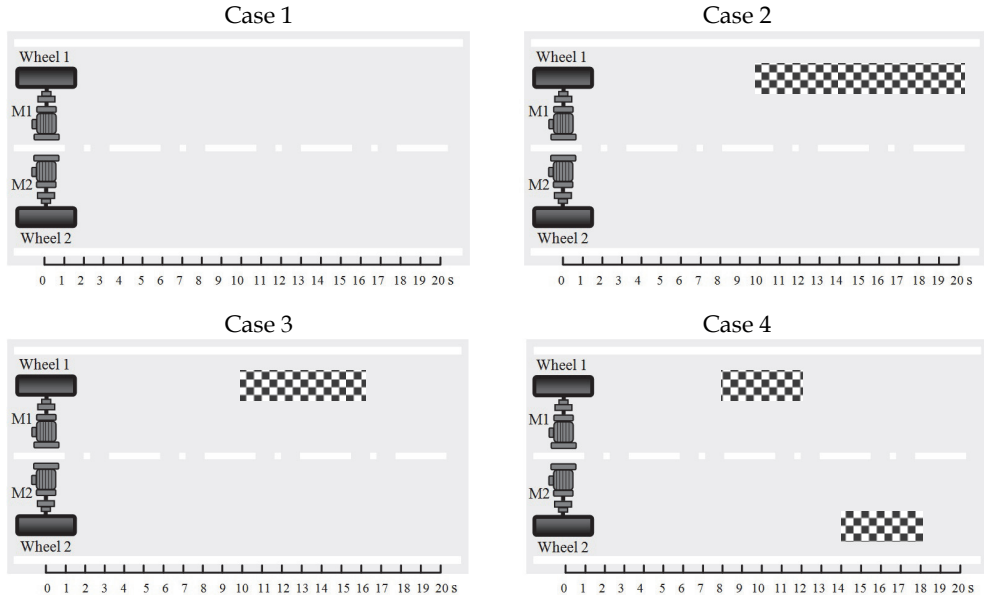 Case 1
Wheel 1
M1
M2
Wheel 2
0 1 2 3 4 5 6 7 8 9 10 11 12 13 14 15 16 17 18 19 20 s
Case 2
Wheel 1
M1
M2
Wheel 2
0 1 2 3 4 5 6 7 8 9 10 11 12 13 14 15 16 17 18 19 20 s
Case 3
Wheel 1
M1
M2
Wheel 2
0 1 2 3 4 5 6 7 8 9 10 11 12 13 14 15 16 17 18 19 20 s
Case 4
Wheel 1
M1
M2
Wheel 2
0 1 2 3 4 5 6 7 8 9 10 11 12 13 14 15 16 17 18 19 20 s